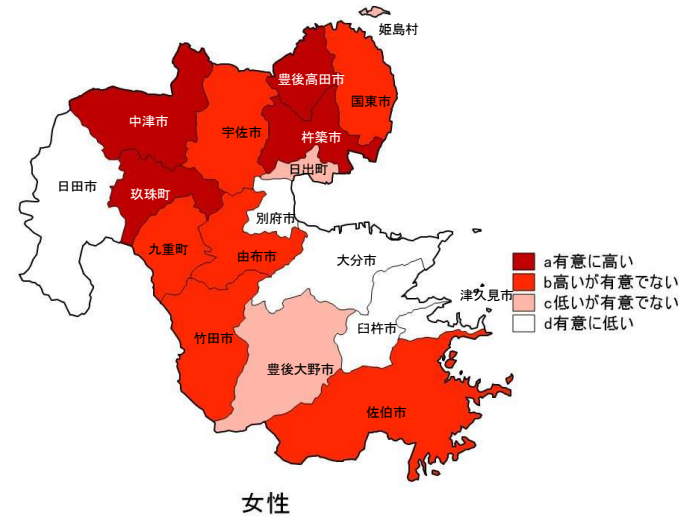 姫島村
豊後高田市
国東市
中津市
宇佐市
杵築市
日出町
日田市
玖珠町
別府市
九重町
由布市
大分市
a有意に高い
b高いが有意でない
c低いが有意でない
d有意に低い
津久見市
臼杵市
竹田市
豊後大野市
佐伯市
女性